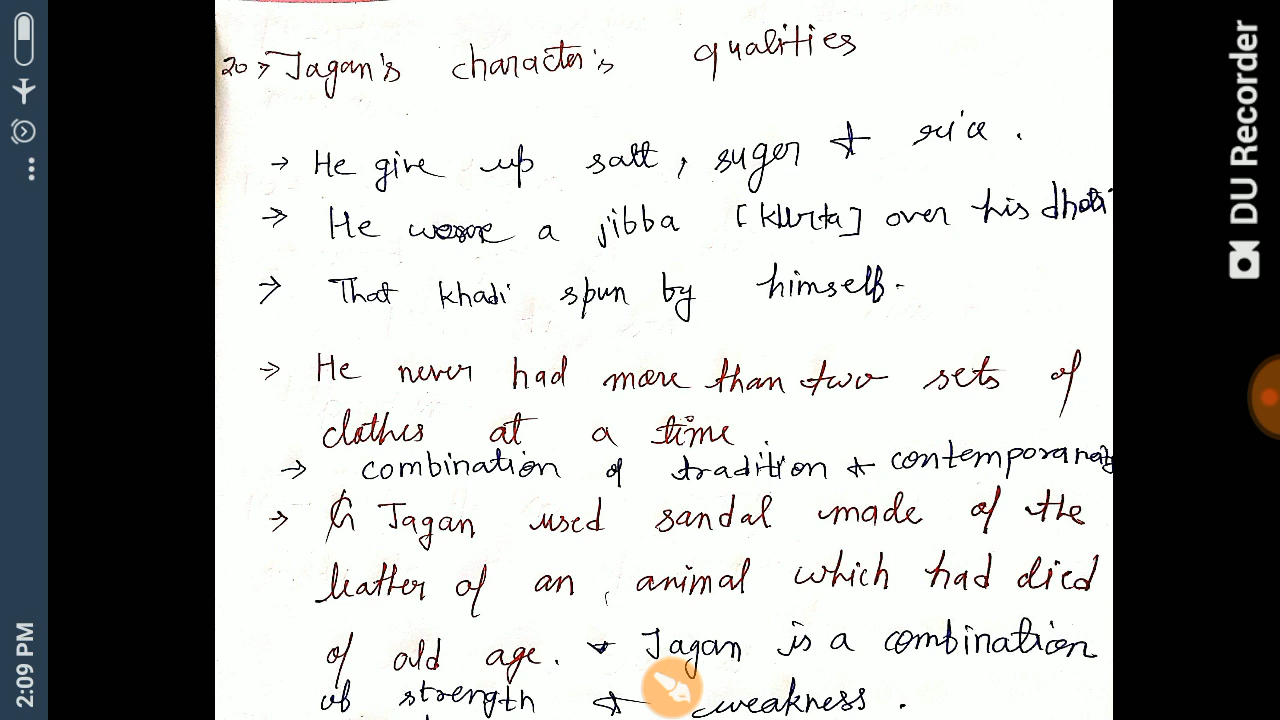 20> Jagan's character's qualities
→ He give up salt, suger & rice.
→ He wore a jibba [kurta] over his dhoti
→ That khadi spun by himself.
→ He never had more than two sets of
clothes at a time.
→ combination of tradition & contemporary
→ Jagan used sandal made of the
leather of an animal which had died
of old age. Jagan is a combination
of strength & weakness.
2:09 PM
DU Recorder